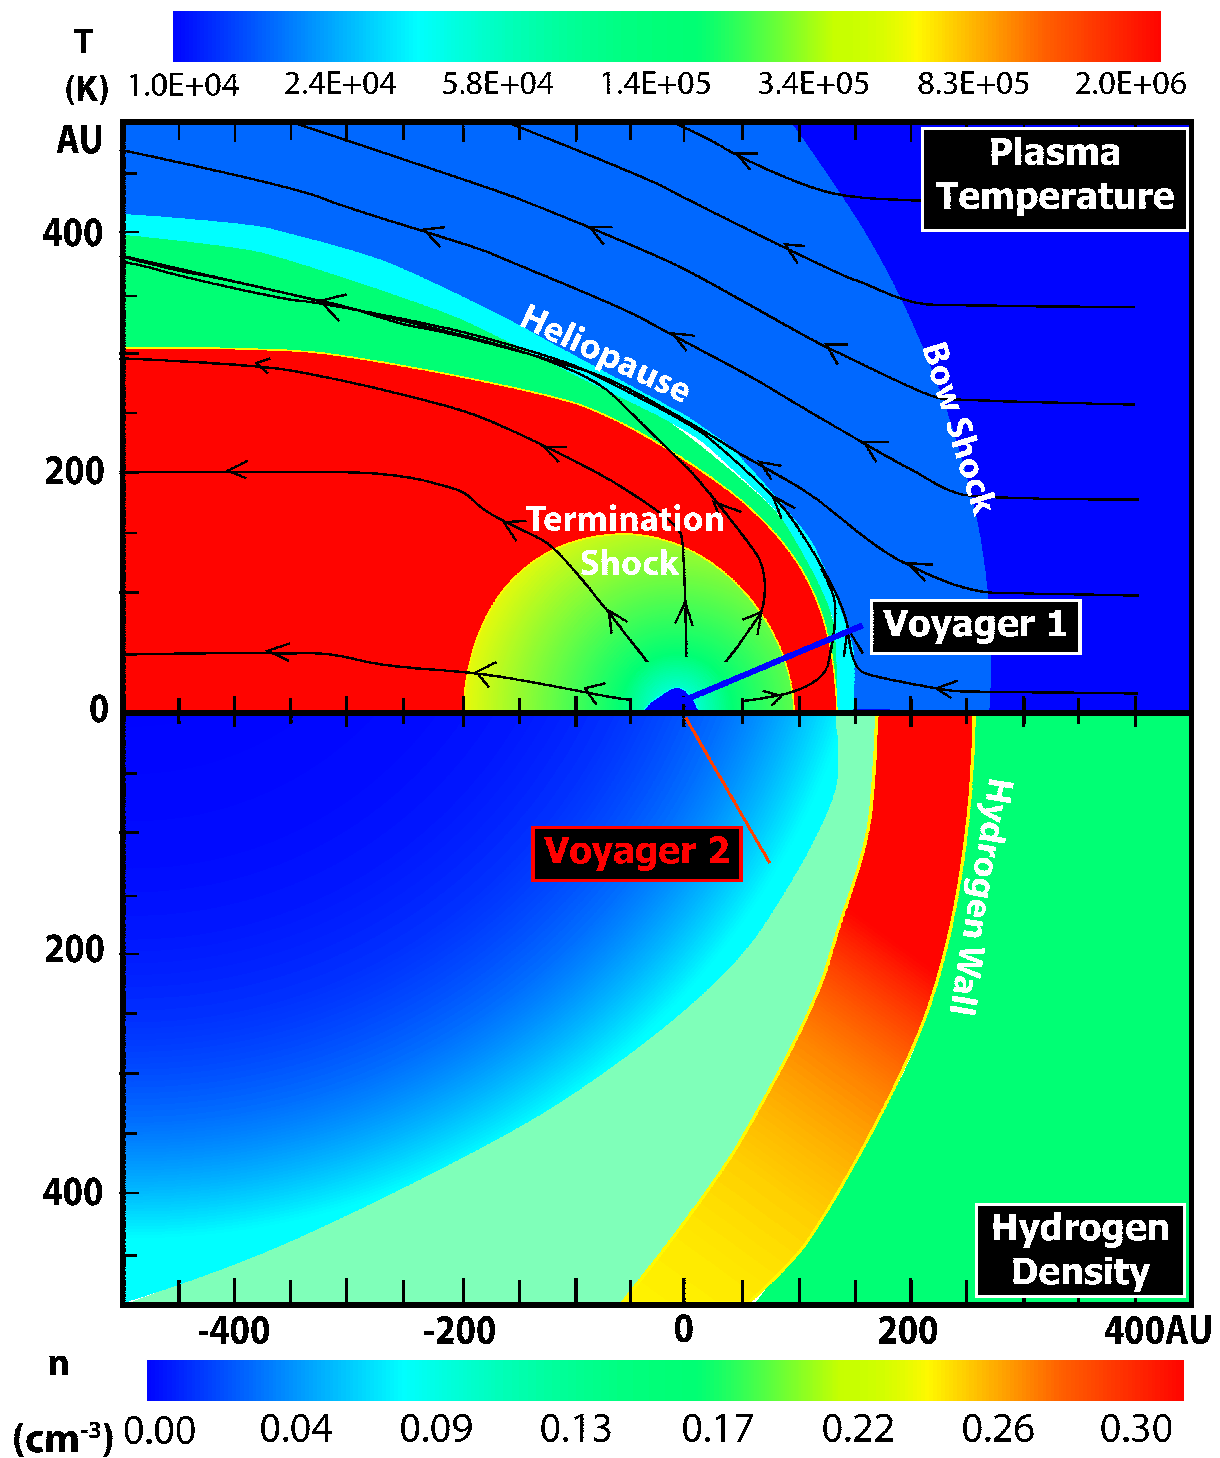 T
(K)
1.0E+04 2.4E+04 5.8E+04 1.4E+05 3.4E+05 8.3E+05 2.0E+06
AU
Plasma
Temperature
400
Heliopause
Bow Shock
200
Termination
Shock
Voyager 1
0
Voyager 2
Hydrogen Wall
200
400
Hydrogen
Density
-400 -200 0 200 400AU
n
(cm-3)
0.00 0.04 0.09 0.13 0.17 0.22 0.26 0.30